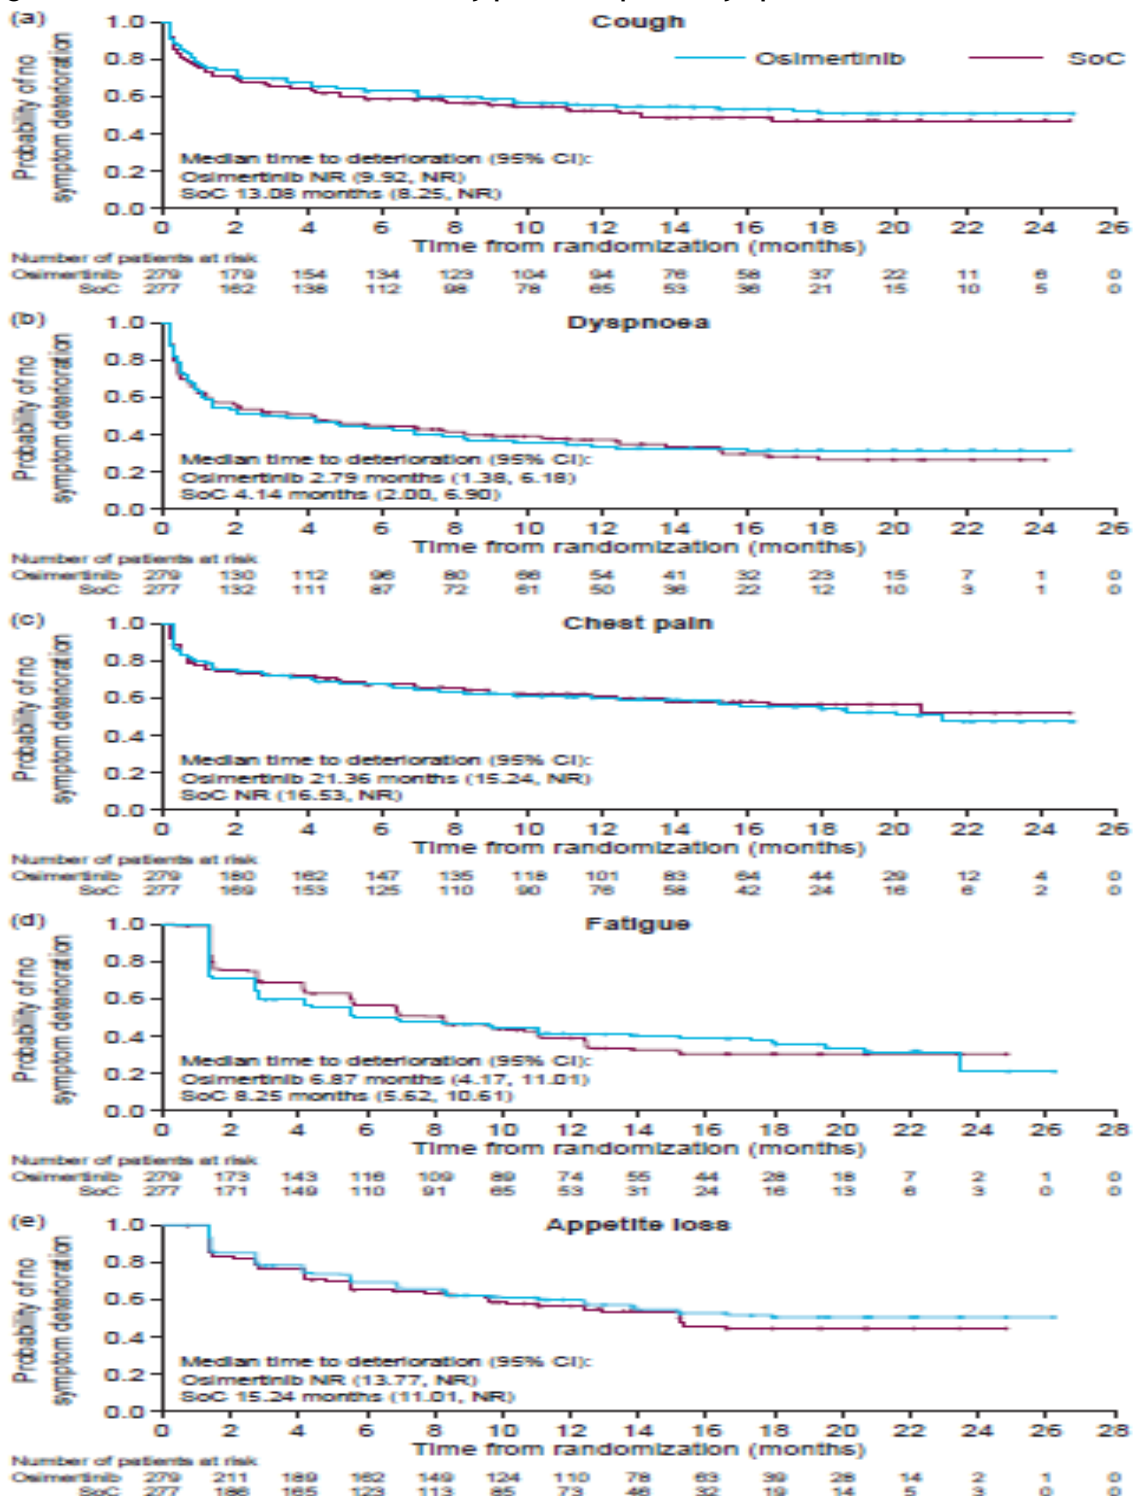 (a) Cough
Osimertinib SoC
Probability of no
symptom deterioration
1.0
0.8
0.6
0.4
0.2
0.0
Median time to deterioration (95% CI):
Osimertinib NR (9.92, NR)
SoC 13.08 months (8.25, NR)
0 2 4 6 8 10 12 14 16 18 20 22 24 26
Time from randomization (months)
Number of patients at risk
Osimertinib 279 179 154 134 123 104 94 76 58 37 22 11 6 0
SoC 277 162 138 112 98 78 65 53 36 21 15 10 5 0
(b) Dyspnoea
Probability of no
symptom deterioration
1.0
0.8
0.6
0.4
0.2
0.0
Median time to deterioration (95% CI):
Osimertinib 2.79 months (1.38, 6.18)
SoC 4.14 months (2.00, 6.90)
0 2 4 6 8 10 12 14 16 18 20 22 24 26
Time from randomization (months)
Number of patients at risk
Osimertinib 279 130 112 96 80 66 54 41 32 23 15 7 1 0
SoC 277 132 111 87 72 61 50 36 22 12 10 3 1 0
(c) Chest pain
Probability of no
symptom deterioration
1.0
0.8
0.6
0.4
0.2
0.0
Median time to deterioration (95% CI):
Osimertinib 21.36 months (15.24, NR)
SoC NR (16.53, NR)
0 2 4 6 8 10 12 14 16 18 20 22 24 26
Time from randomization (months)
Number of patients at risk
Osimertinib 279 180 162 147 135 118 101 83 64 44 29 12 4 0
SoC 277 169 153 125 110 90 76 58 42 24 16 6 2 0
(d) Fatigue
Probability of no
symptom deterioration
1.0
0.8
0.6
0.4
0.2
0.0
Median time to deterioration (95% CI):
Osimertinib 6.87 months (4.17, 11.01)
SoC 8.25 months (5.62, 10.61)
0 2 4 6 8 10 12 14 16 18 20 22 24 26 28
Time from randomization (months)
Number of patients at risk
Osimertinib 279 173 143 116 109 89 74 55 44 28 18 7 2 1 0
SoC 277 171 149 110 91 65 53 31 24 16 13 6 3 0 0
(e) Appetite loss
Probability of no
symptom deterioration
1.0
0.8
0.6
0.4
0.2
0.0
Median time to deterioration (95% CI):
Osimertinib NR (13.77, NR)
SoC 15.24 months (11.01, NR)
0 2 4 6 8 10 12 14 16 18 20 22 24 26 28
Time from randomization (months)
Number of patients at risk
Osimertinib 279 211 189 162 149 124 110 78 63 39 28 14 2 1 0
SoC 277 186 165 123 113 85 73 46 32 19 14 5 3 0 0